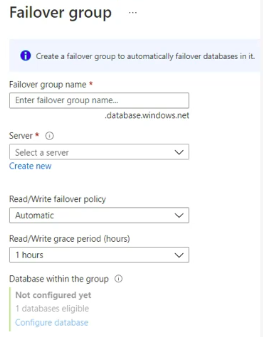 Failover group ...
Create a failover group to automatically failover databases in it.
Failover group name *
Enter failover group name...
.database.windows.net
Server *
Select a server
Create new
Read/Write failover policy
Automatic
Read/Write grace period (hours)
1 hours
Database within the group
Not configured yet
1 databases eligible
Configure database